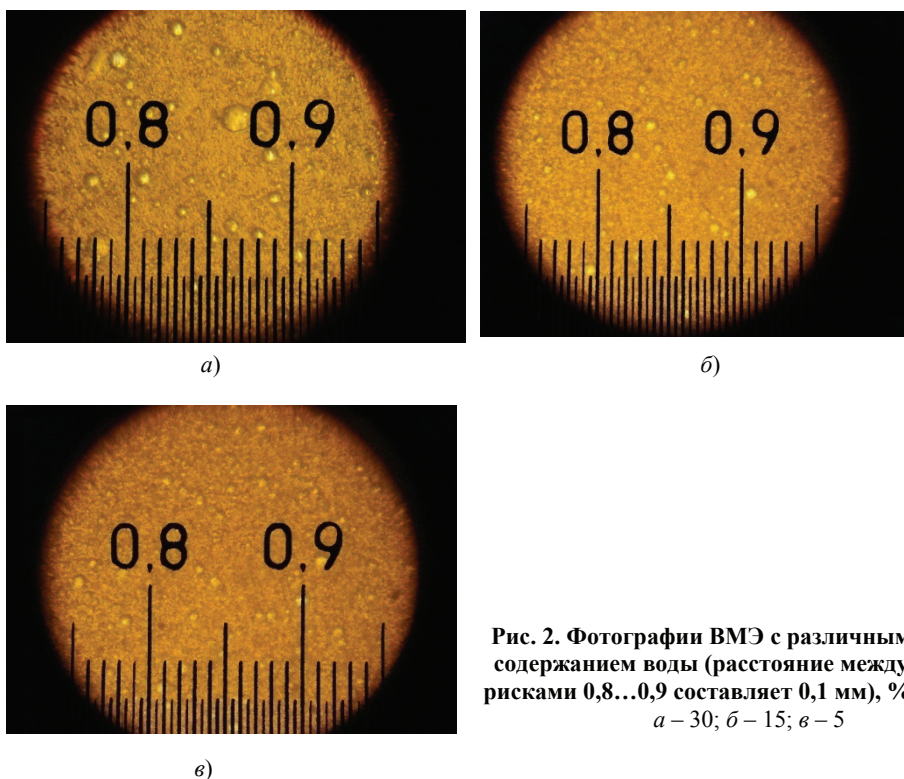 0,8 0,9
0,8 0,9
а)
б)
0,8 0,9
Рис. 2. Фотографии ВМЭ с различным
содержанием воды (расстояние между
рисками 0,8…0,9 составляет 0,1 мм), %
а – 30; б – 15; в – 5
в)